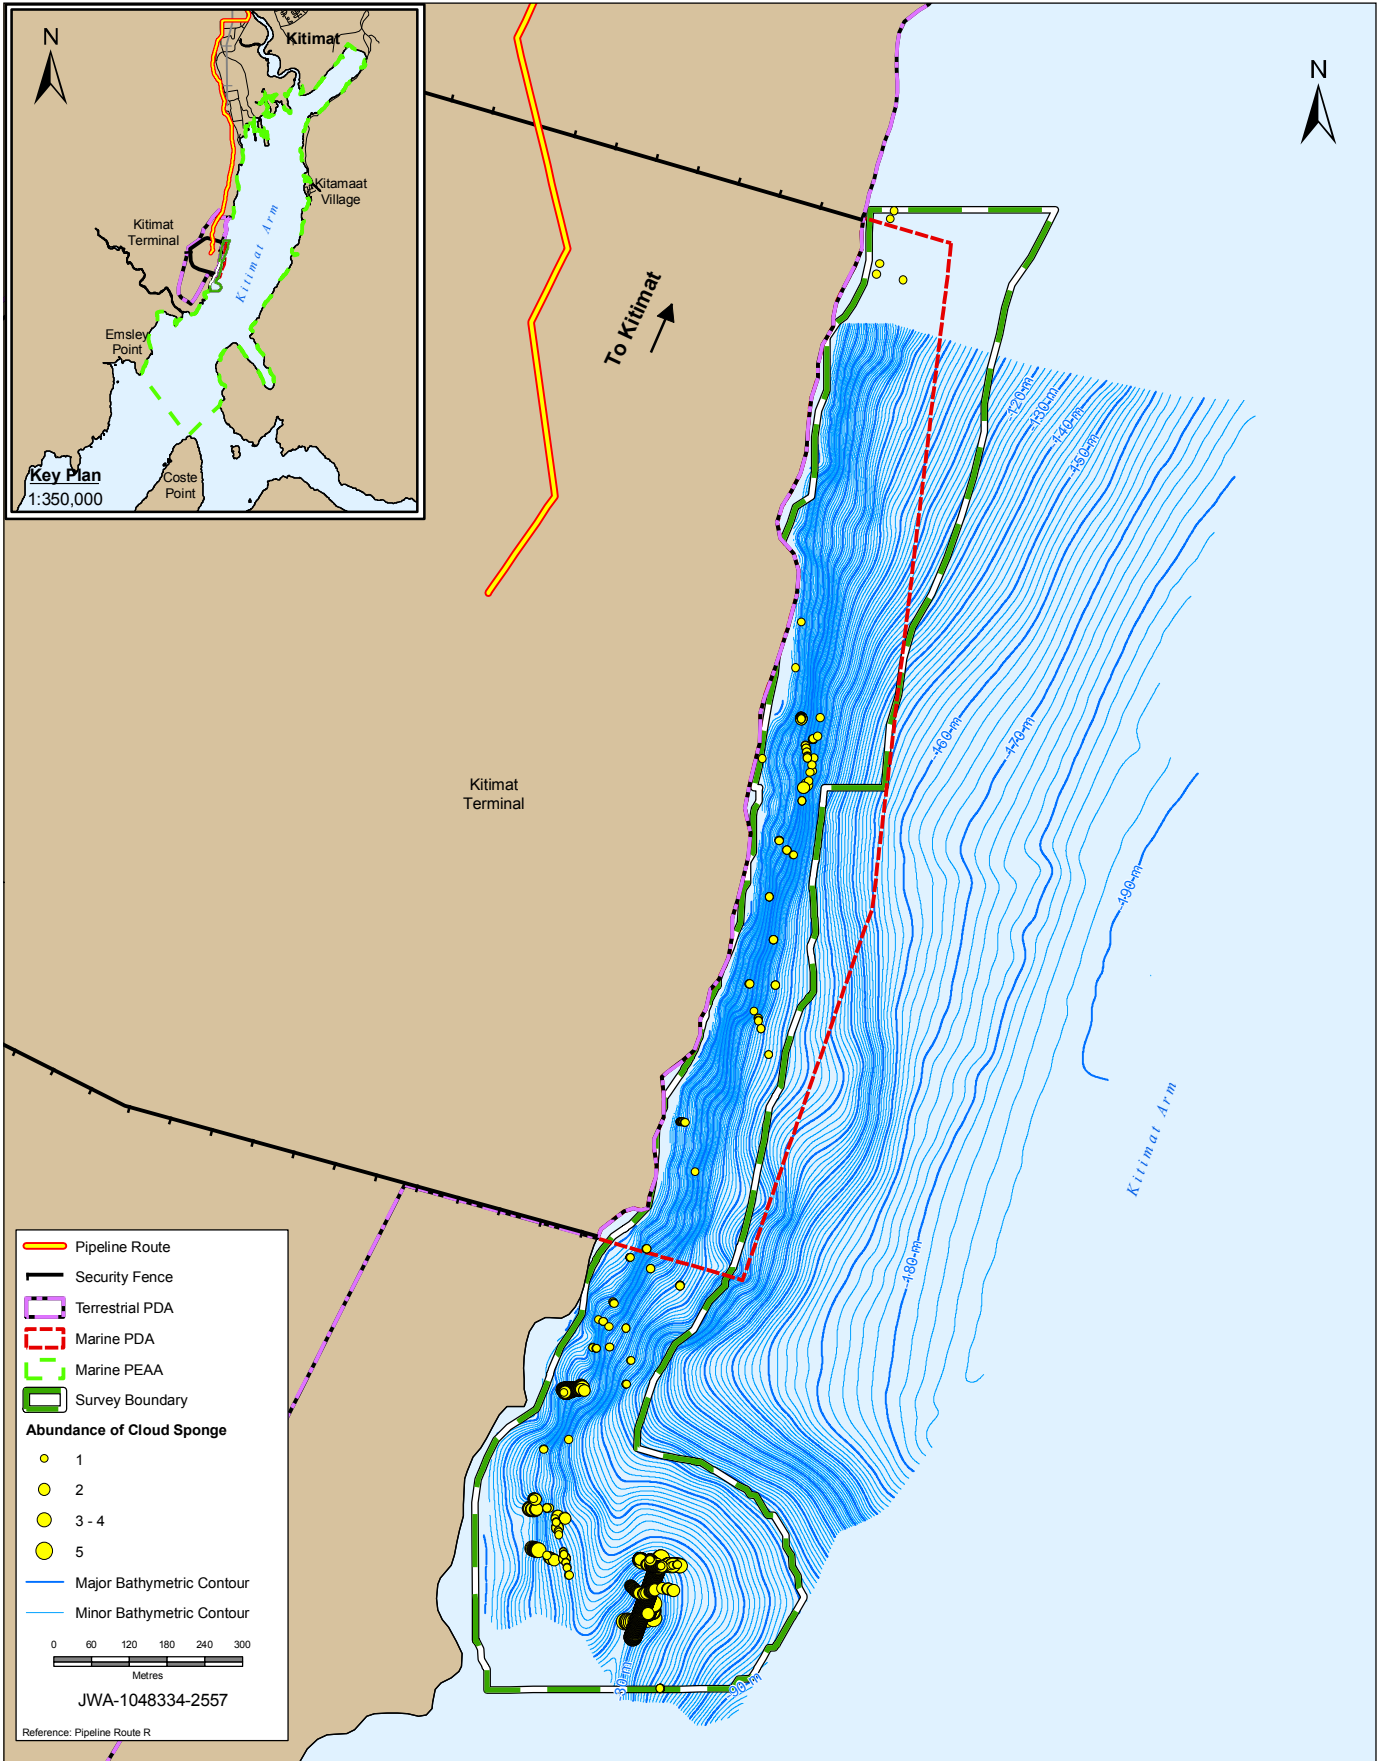 N
Kitimat
Kitamaat
Village
Kitimat
Terminal
Kitimat Arm
Emsley
Point
Coste
Point
Key Plan
1:350,000
N
To Kitimat
-120-m
-130-m
-140-m
-150-m
-160-m
-170-m
Kitimat
Terminal
-190-m
Kitimat Arm
-180-m
-30-m
-90-m
Pipeline Route
Security Fence
Terrestrial PDA
Marine PDA
Marine PEAA
Survey Boundary
Abundance of Cloud Sponge
1
2
3 - 4
5
Major Bathymetric Contour
Minor Bathymetric Contour
0 60 120 180 240 300
Metres
JWA-1048334-2557
Reference: Pipeline Route R